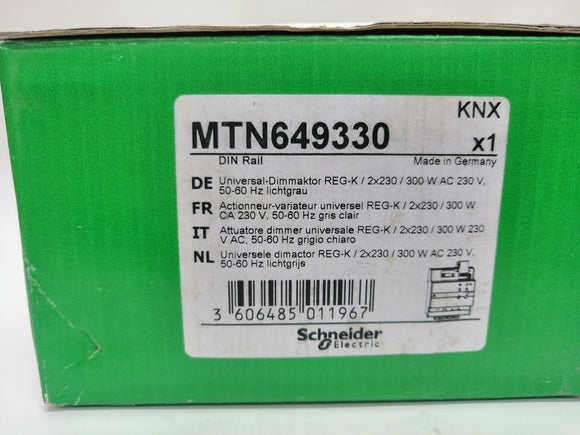 KNX
MTN649330 x1
DIN Rail Made in Germany
DE Universal-Dimmaktor REG-K / 2x230 / 300 W AC 230 V,
50-60 Hz lichtgrau
FR Actionneur-variateur universel REG-K / 2x230 / 300 W
CA 230 V, 50-60 Hz gris clair
IT Attuatore dimmer universale REG-K / 2x230 / 300 W 230
V AC, 50-60 Hz grigio chiaro
NL Universele dimactor REG-K / 2x230 / 300 W AC 230 V,
50-60 Hz lichtgrijs
3 606485 011967
Schneider
Electric